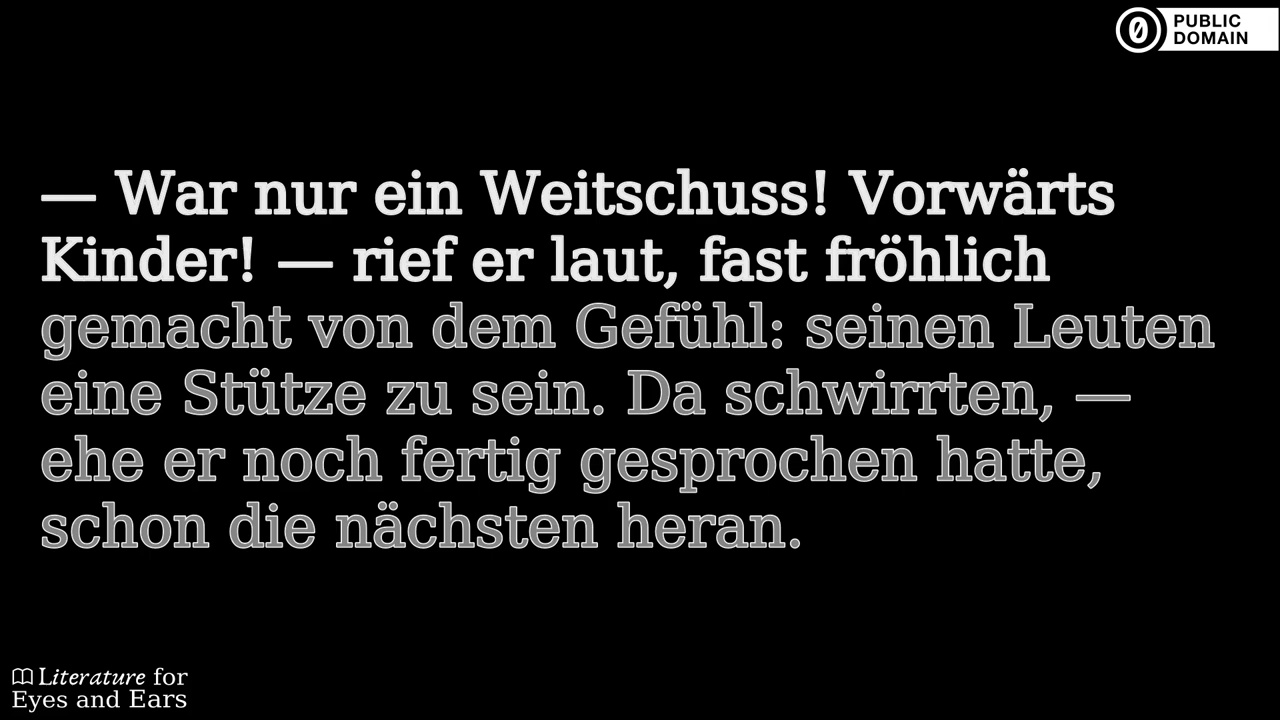 PUBLIC
DOMAIN
— War nur ein Weitschuss! Vorwärts
Kinder! — rief er laut, fast fröhlich
gemacht von dem Gefühl: seinen Leuten
eine Stütze zu sein. Da schwirrten, —
ehe er noch fertig gesprochen hatte,
schon die nächsten heran.
Literature for
Eyes and Ears